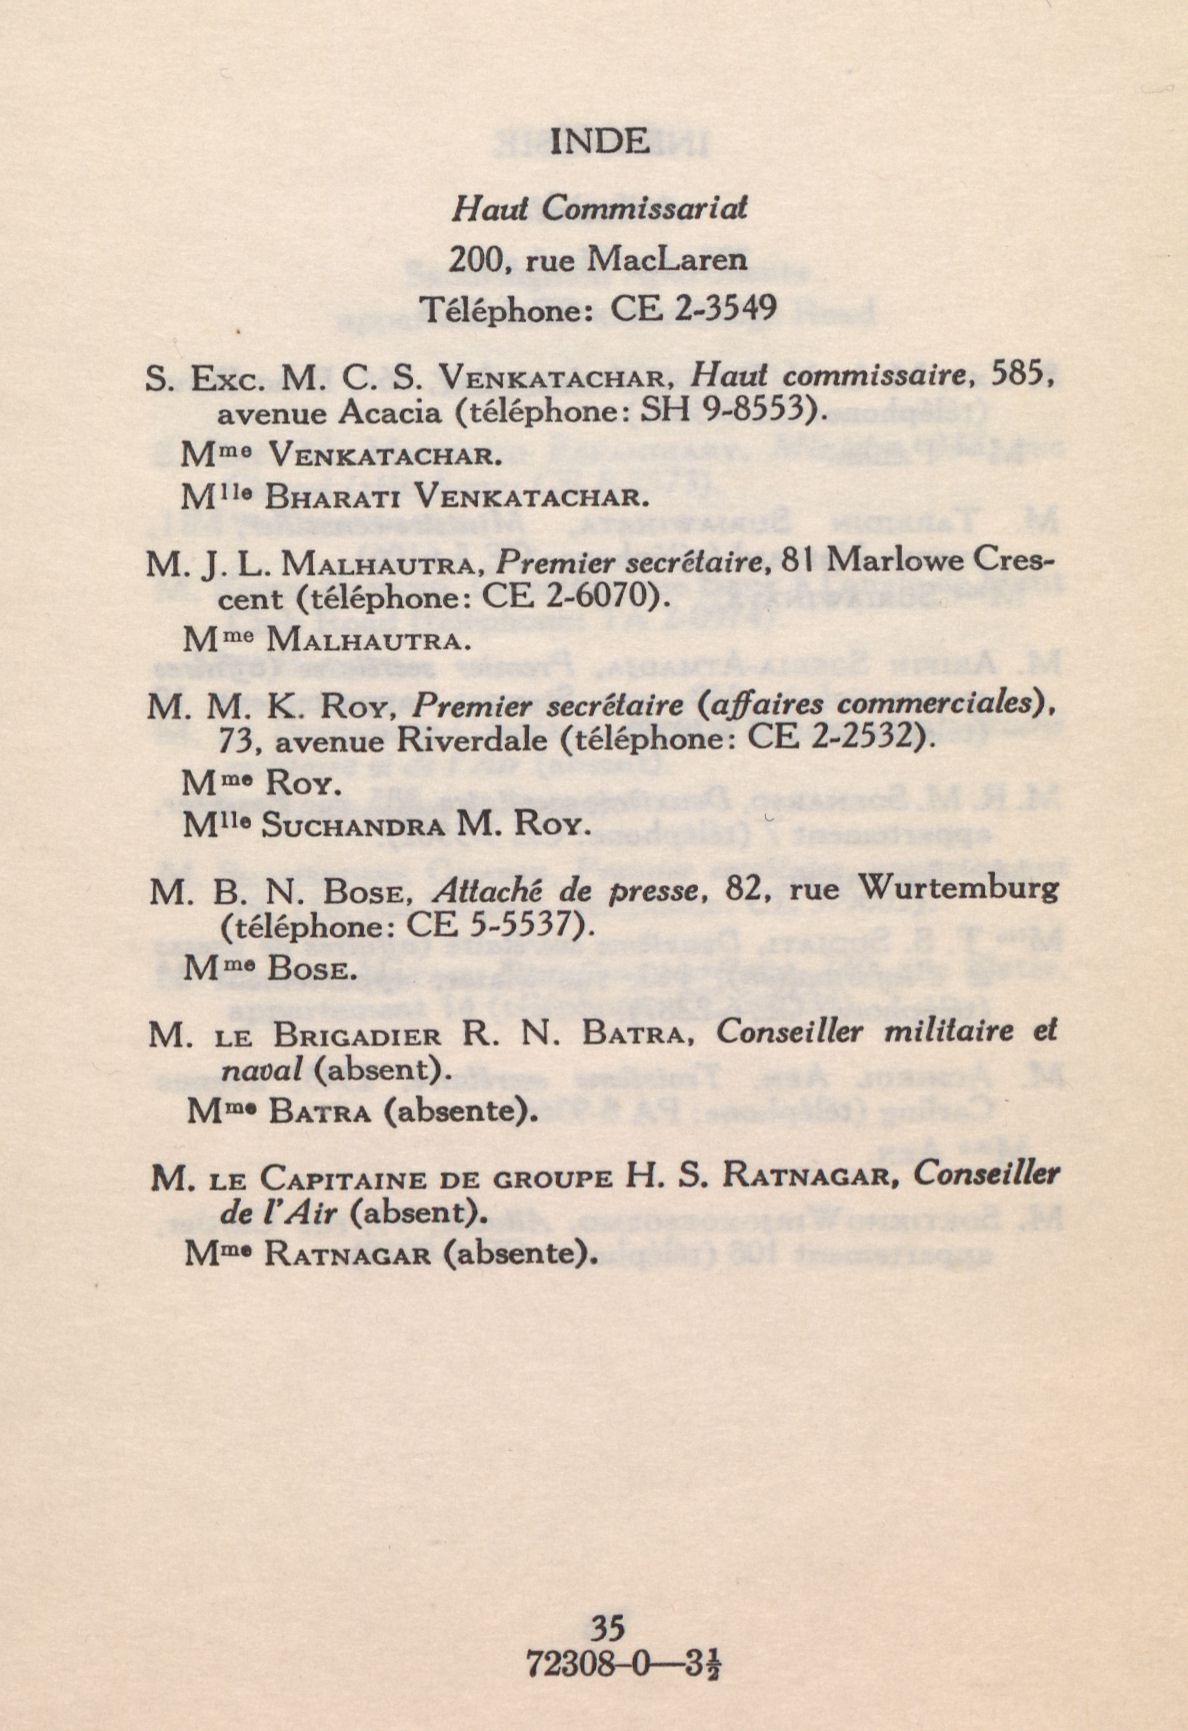 INDE
Haut Commissariat
200, rue MacLaren
Téléphone: CE 2-3549
S. Exc. M. C. S. Venkatachar, Haut commissaire, 585,
avenue Acacia (téléphone: SH 9-8553).
Mme Venkatachar.
Mlle Bharati Venkatachar.
M. J. L. Malhautra, Premier secrétaire, 81 Marlowe Cres-
cent (téléphone: CE 2-6070).
Mme Malhautra.
M. M. K. Roy, Premier secrétaire (affaires commerciales),
73, avenue Riverdale (téléphone: CE 2-2532).
Mme Roy.
Mlle Suchandra M. Roy.
M. B. N. Bose, Attaché de presse, 82, rue Wurtemburg
(téléphone: CE 5-5537).
Mme Bose.
M. le Brigadier R. N. Batra, Conseiller militaire et
naval (absent).
Mme Batra (absente).
M. le Capitaine de groupe H. S. Ratnagar, Conseiller
de l'Air (absent).
Mme Ratnagar (absente).
35
72308-0—3½